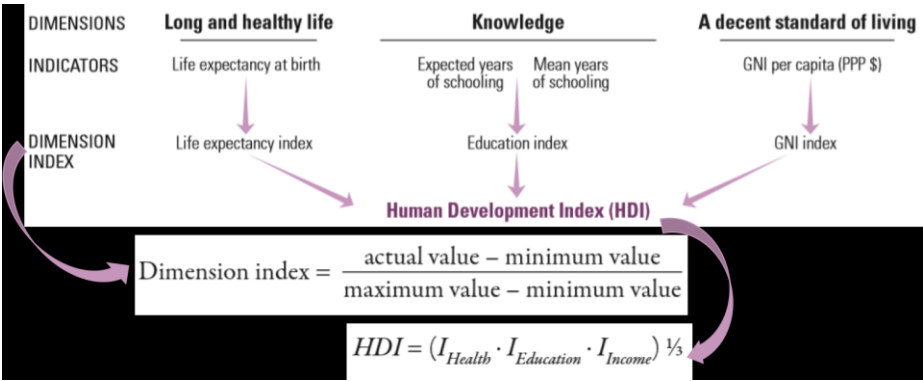 DIMENSIONS Long and healthy life Knowledge A decent standard of living
INDICATORS Life expectancy at birth Expected years of schooling Mean years of schooling GNI per capita (PPP $)
DIMENSION INDEX Life expectancy index Education index GNI index
Human Development Index (HDI)
Dimension index = actual value – minimum value / maximum value – minimum value
HDI = (I_Health · I_Education · I_Income) ⅓